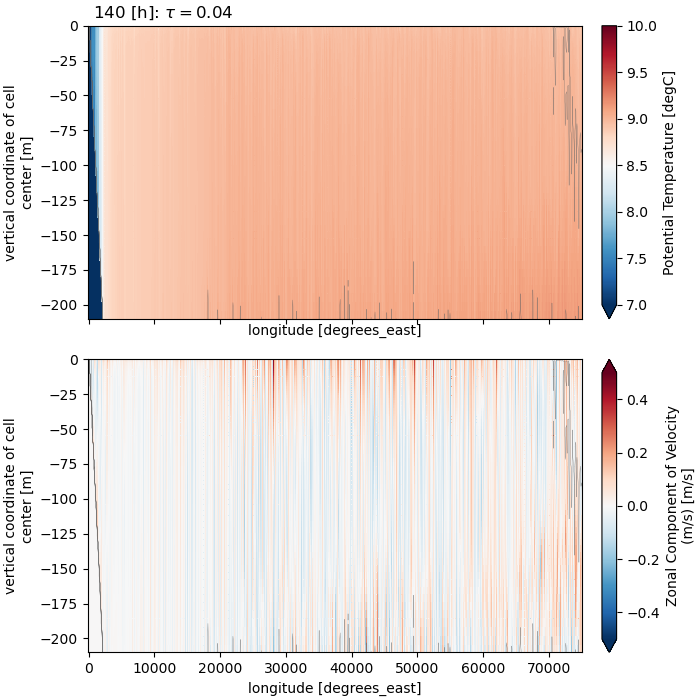 140 [h]: τ = 0.04
0
−25
−50
−75
−100
−125
−150
−175
−200
vertical coordinate of cell
center [m]
longitude [degrees_east]
10.0
9.5
9.0
8.5
8.0
7.5
7.0
Potential Temperature [degC]
0
−25
−50
−75
−100
−125
−150
−175
−200
vertical coordinate of cell
center [m]
0 10000 20000 30000 40000 50000 60000 70000
longitude [degrees_east]
0.4
0.2
0.0
−0.2
−0.4
Zonal Component of Velocity
(m/s) [m/s]